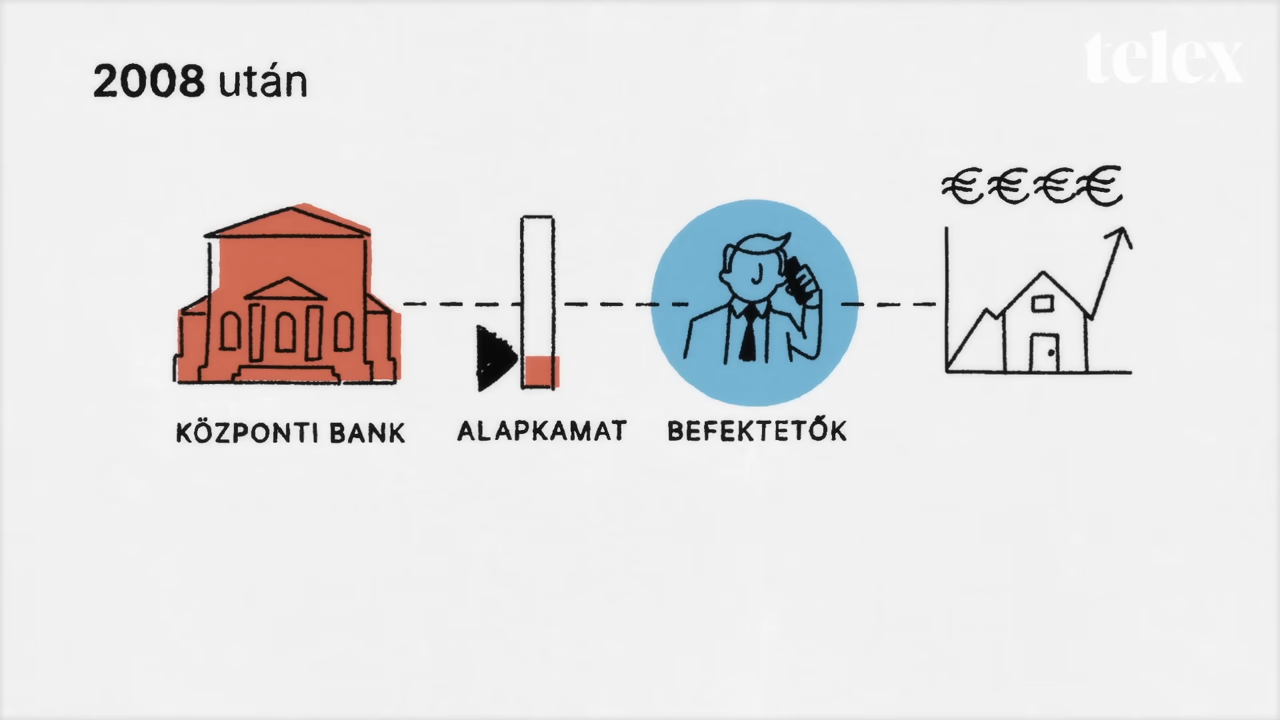 2008 után
telex
€€€€
KÖZPONTI BANK
ALAPKAMAT
BEFEKTETŐK